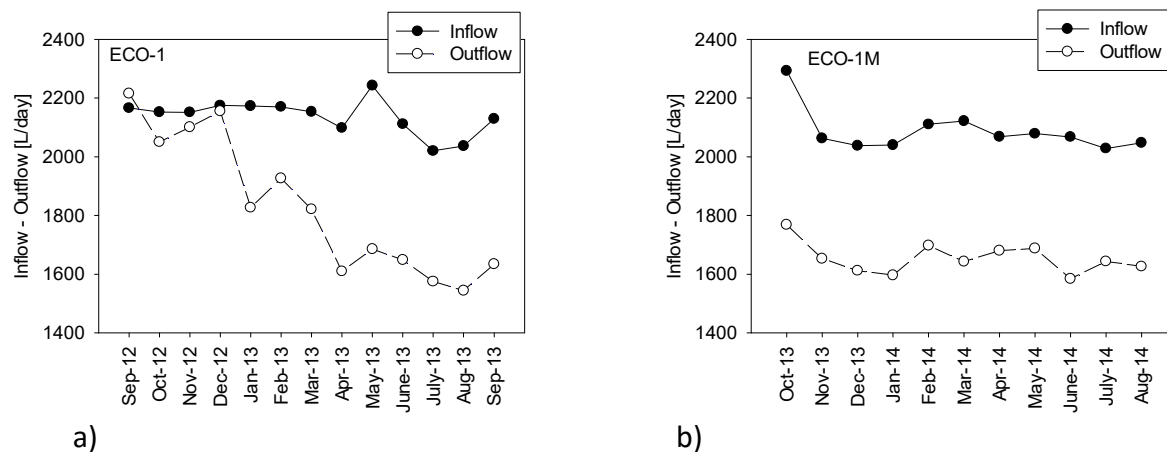 Inflow
Outflow
ECO-1
Inflow - Outflow [L/day]
2400
2200
2000
1800
1600
1400
Sep-12
Oct-12
Nov-12
Dec-12
Jan-13
Feb-13
Mar-13
Apr-13
May-13
June-13
July-13
Aug-13
Sep-13
a)
Inflow
Outflow
ECO-1M
Inflow - Outflow [L/day]
2400
2200
2000
1800
1600
1400
Oct-13
Nov-13
Dec-13
Jan-14
Feb-14
Mar-14
Apr-14
May-14
June-14
July-14
Aug-14
b)